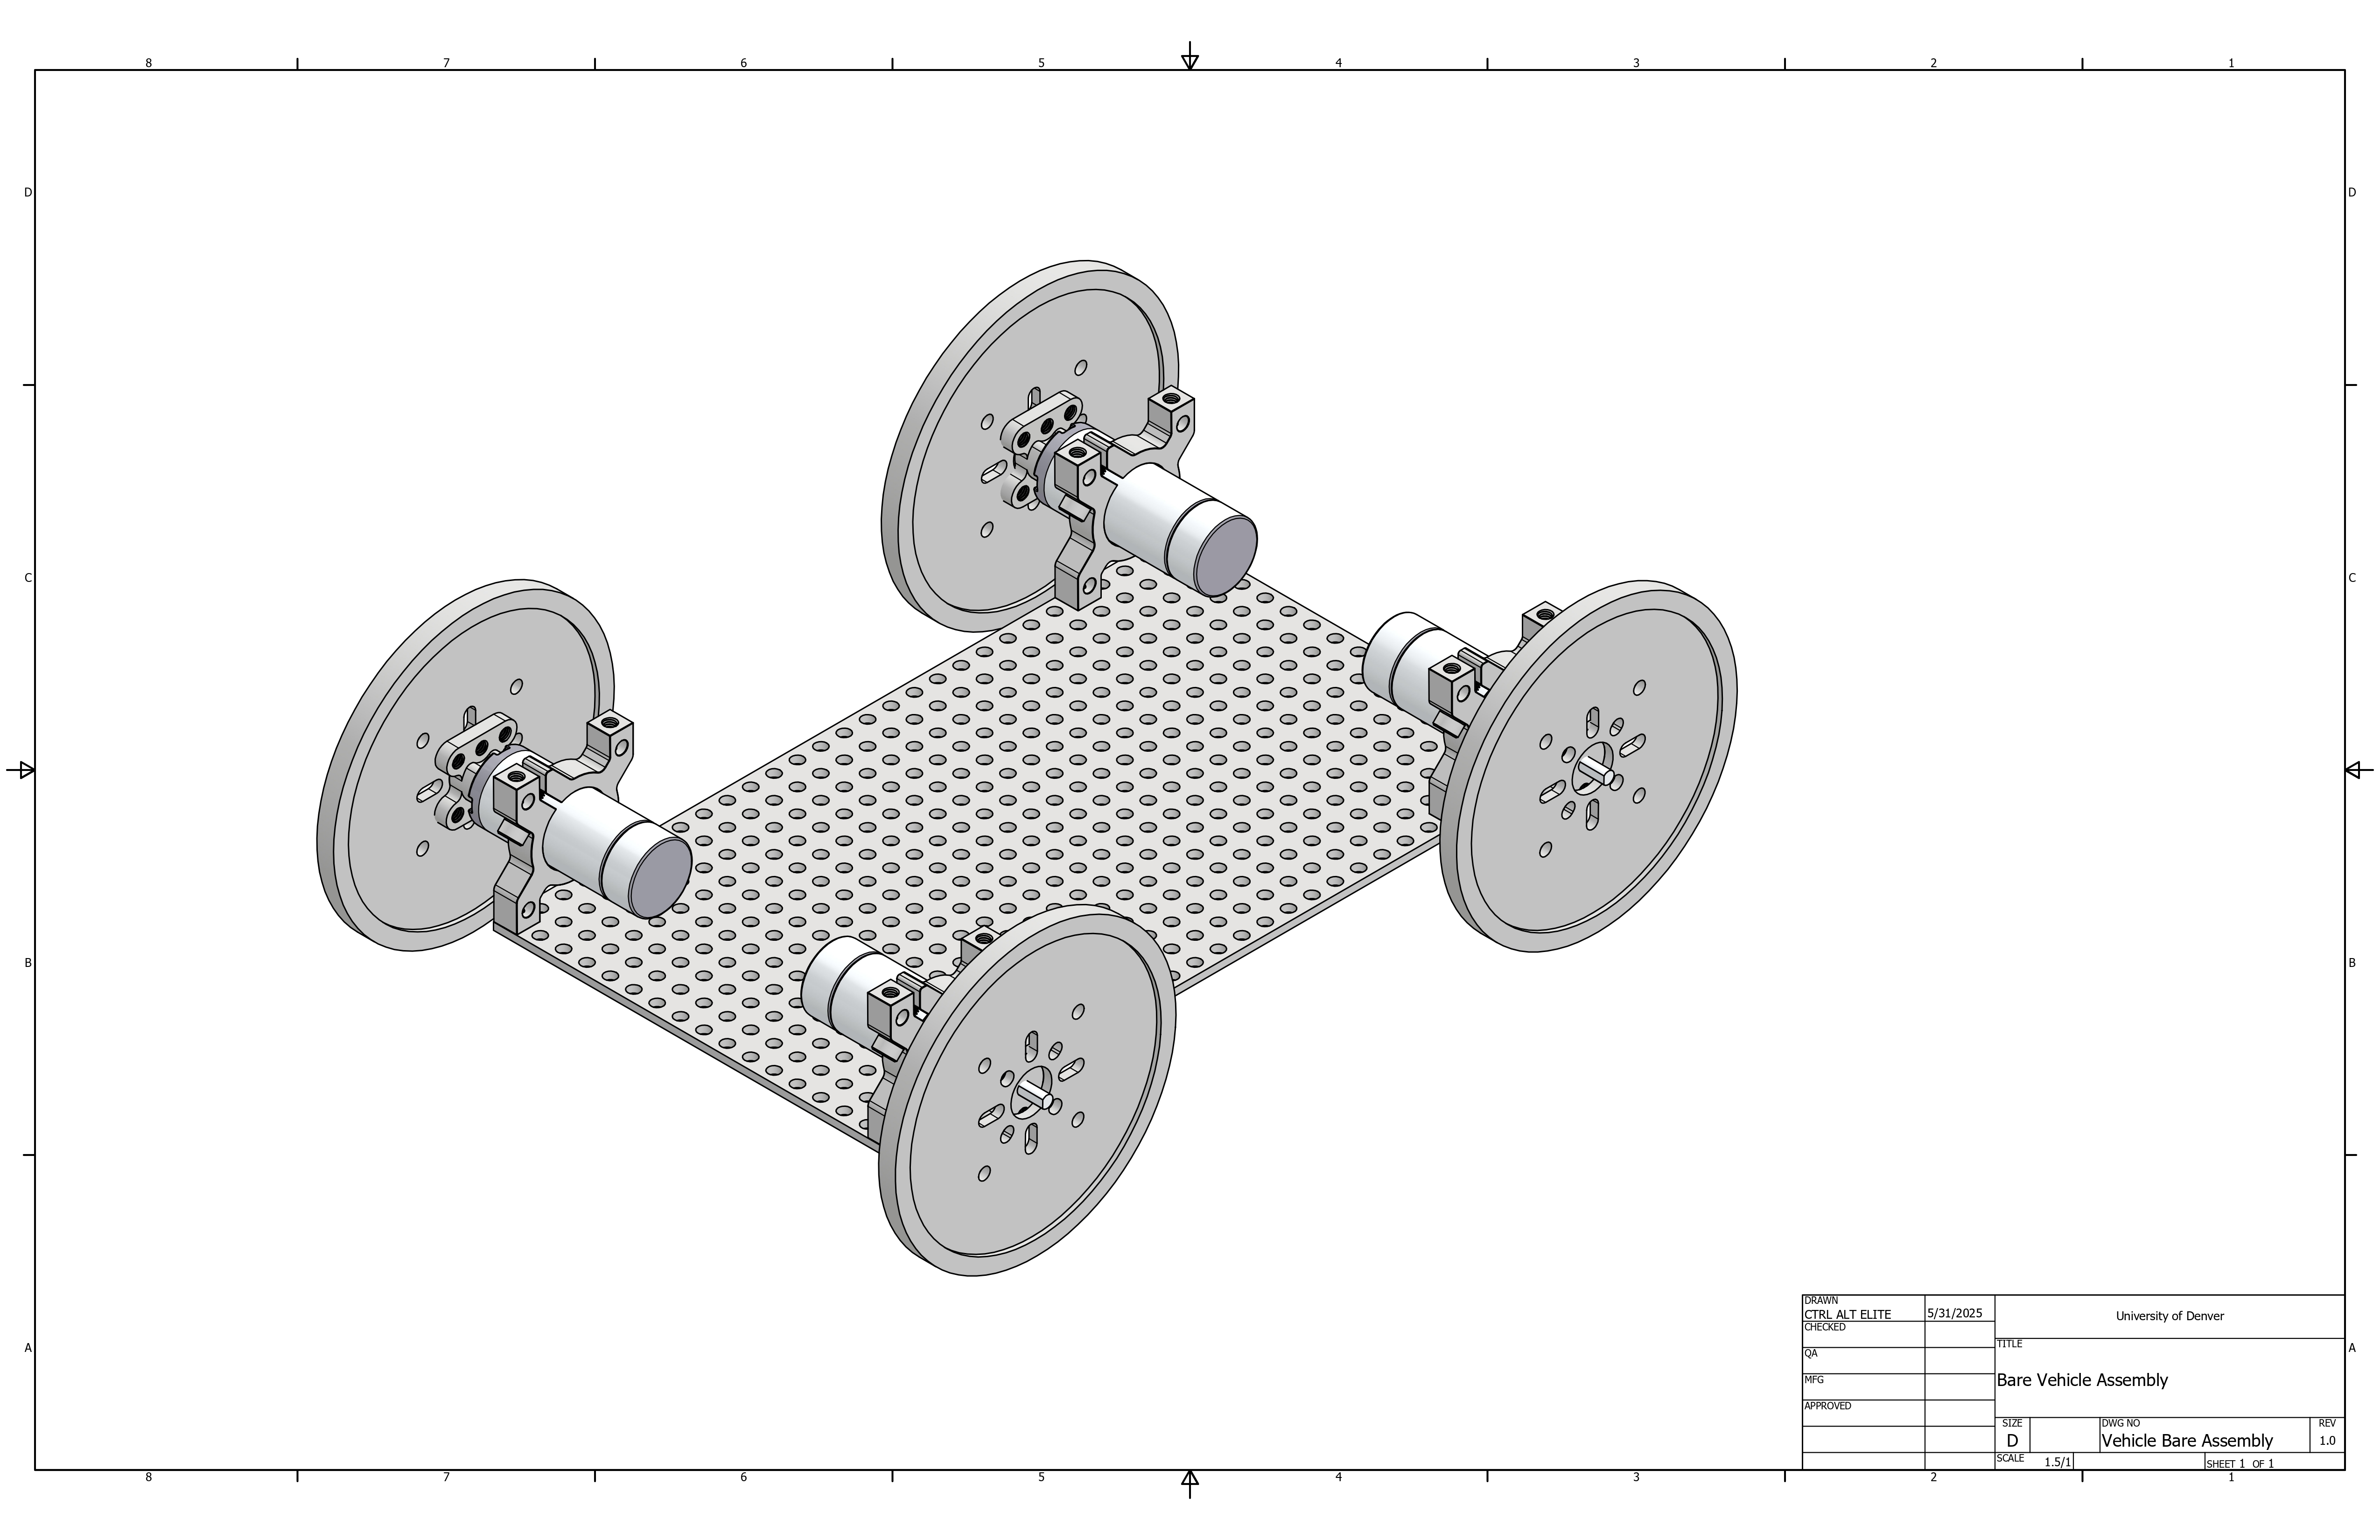 8 7 6 5 4 3 2 1
D D
C C
B B
A A
DRAWN
CTRL ALT ELITE 5/31/2025
CHECKED
QA
MFG
APPROVED
University of Denver
TITLE
Bare Vehicle Assembly
SIZE DWG NO REV
D Vehicle Bare Assembly 1.0
SCALE 1.5/1 SHEET 1 OF 1
8 7 6 5 4 3 2 1